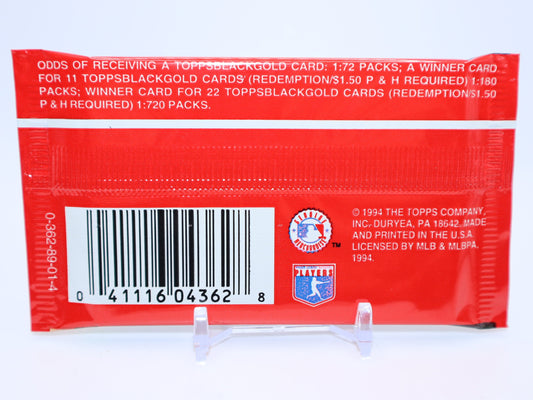 ODDS OF RECEIVING A TOPPSBLACKGOLD CARD: 1:72 PACKS; A WINNER CARD
FOR 11 TOPPSBLACKGOLD CARDS (REDEMPTION/$1.50 P & H REQUIRED) 1:180
PACKS; WINNER CARD FOR 22 TOPPSBLACKGOLD CARDS (REDEMPTION/$1.50
P & H REQUIRED) 1:720 PACKS.
0-362-89-01-4
0 41116 04362 8
GENUINE
MERCHANDISE
TM
PLAYERS
© 1994 THE TOPPS COMPANY,
INC. DURYEA, PA 18642. MADE
AND PRINTED IN THE U.S.A.
LICENSED BY MLB & MLBPA,
1994.